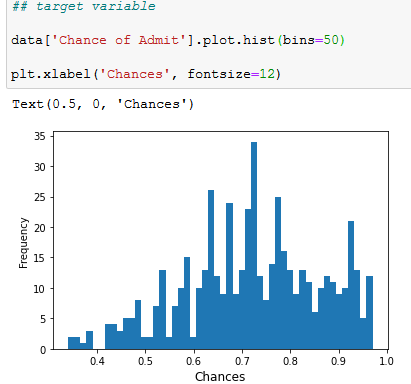 ## target variable
data['Chance of Admit'].plot.hist(bins=50)
plt.xlabel('Chances', fontsize=12)
Text(0.5, 0, 'Chances')
35
30
25
20
15
10
5
0
Frequency
0.4 0.5 0.6 0.7 0.8 0.9 1.0
Chances